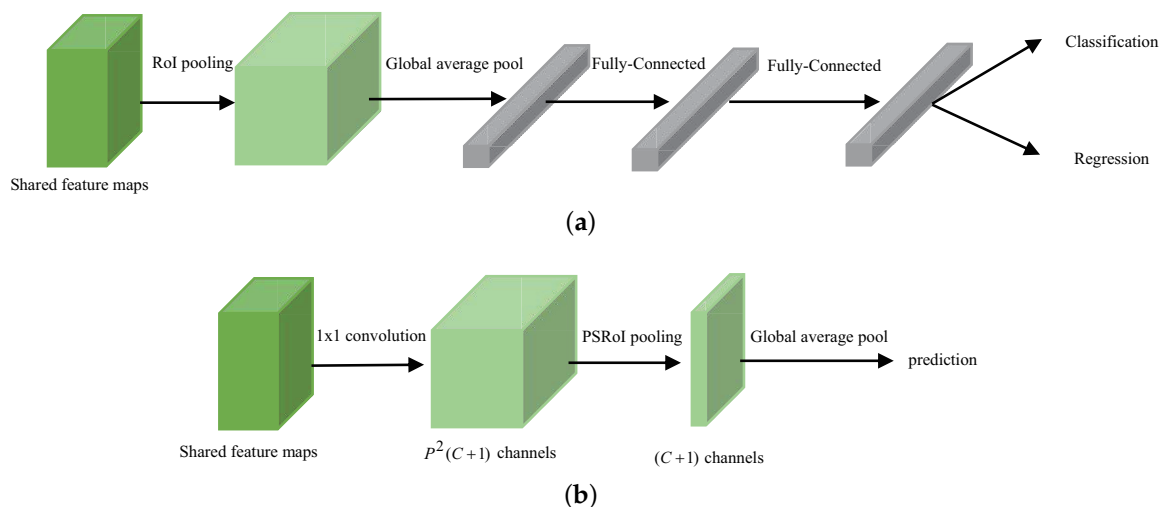 Classification
RoI pooling
Global average pool
Fully-Connected
Fully-Connected
Shared feature maps
Regression
(a)
1x1 convolution
PSRoI pooling
Global average pool
prediction
Shared feature maps
P²(C+1) channels
(C+1) channels
(b)